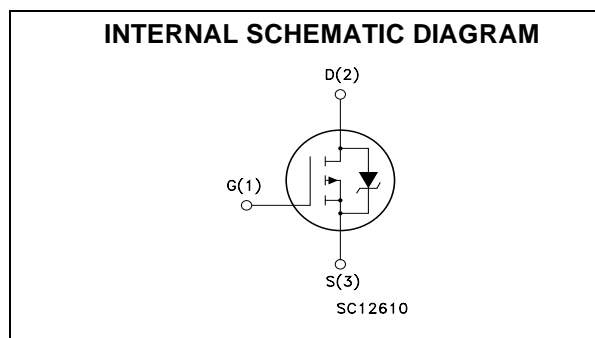 INTERNAL SCHEMATIC DIAGRAM
D(2)
G(1)
S(3)
SC12610